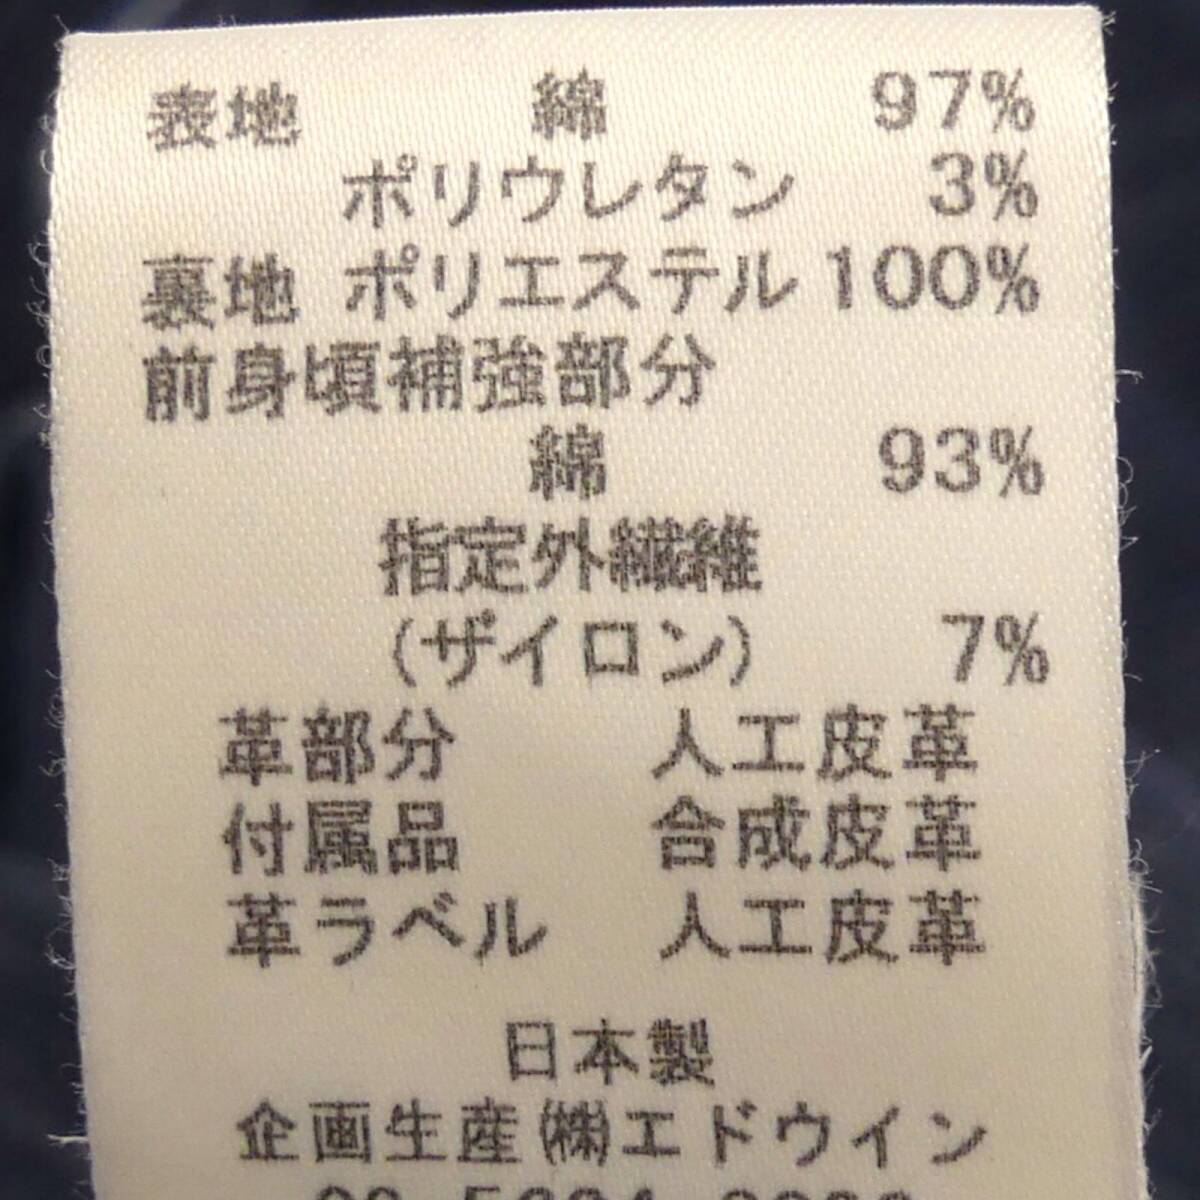 表地 綿 97%
ポリウレタン 3%
裏地 ポリエステル 100%
前身頃補強部分
綿 93%
指定外繊維
(ザイロン) 7%
革部分 人工皮革
付属品 合成皮革
革ラベル 人工皮革
日本製
企画生産㈱エドウイン